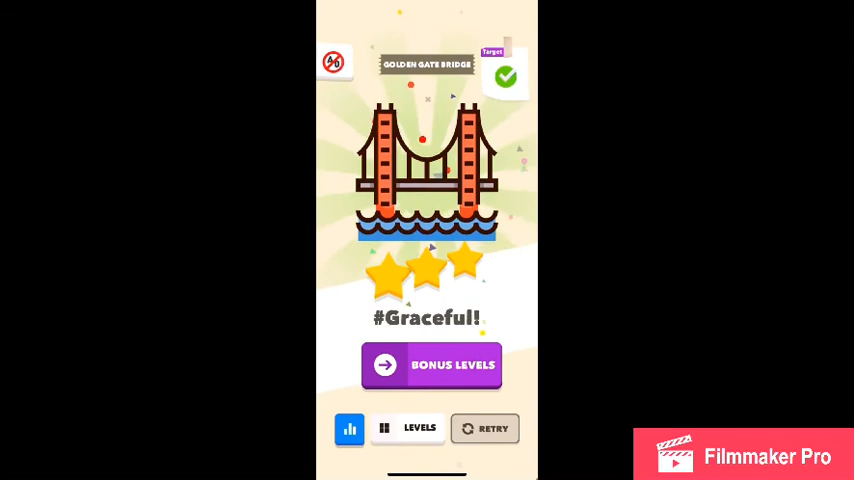 Target
GOLDEN GATE BRIDGE
#Graceful!
BONUS LEVELS
LEVELS
RETRY
Filmmaker Pro